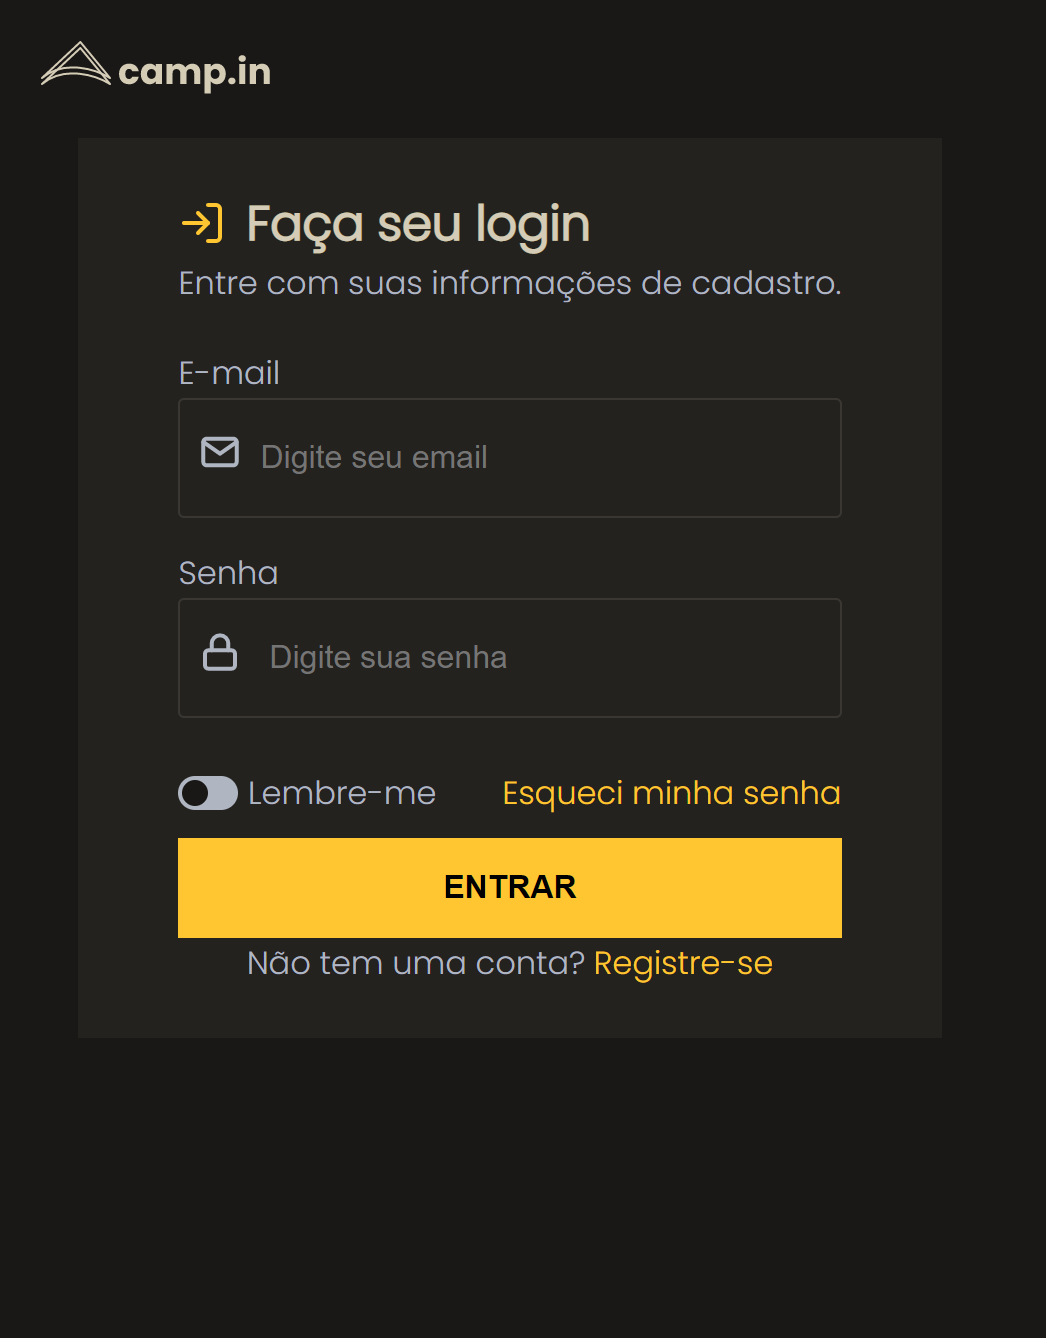 camp.in
Faça seu login
Entre com suas informações de cadastro.
E-mail
Digite seu email
Senha
Digite sua senha
Lembre-me Esqueci minha senha
ENTRAR
Não tem uma conta? Registre-se